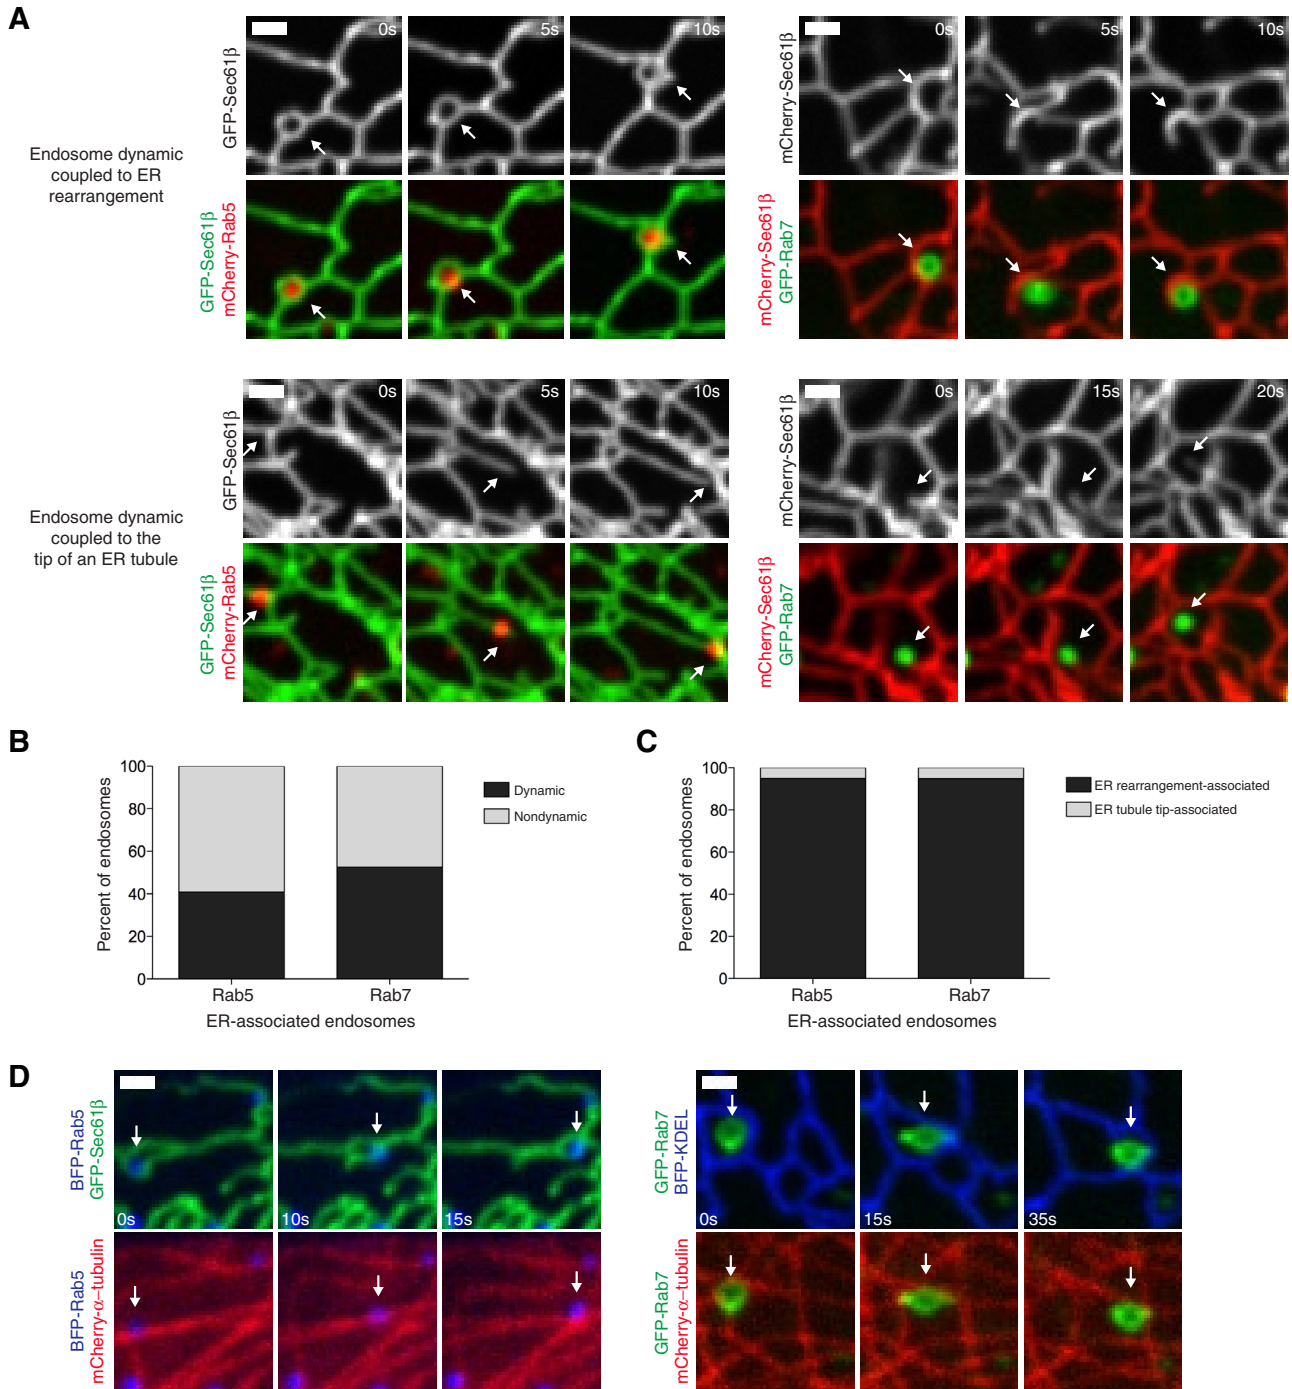 A
Endosome dynamic
coupled to ER
rearrangement
GFP-Sec61β
0s
5s
10s
GFP-Sec61β
mCherry-Rab5
mCherry-Sec61β
0s
5s
10s
mCherry-Sec61β
GFP-Rab7
Endosome dynamic
coupled to the
tip of an ER tubule
GFP-Sec61β
0s
5s
10s
GFP-Sec61β
mCherry-Rab5
mCherry-Sec61β
0s
15s
20s
mCherry-Sec61β
GFP-Rab7
B
Percent of endosomes
100
80
60
40
20
0
Rab5
Rab7
ER-associated endosomes
Dynamic
Nondynamic
C
Percent of endosomes
100
80
60
40
20
0
Rab5
Rab7
ER-associated endosomes
ER rearrangement-associated
ER tubule tip-associated
D
BFP-Rab5
GFP-Sec61β
0s
10s
15s
BFP-Rab5
mCherry-α–tubulin
GFP-Rab7
BFP-KDEL
0s
15s
35s
GFP-Rab7
mCherry-α–tubulin